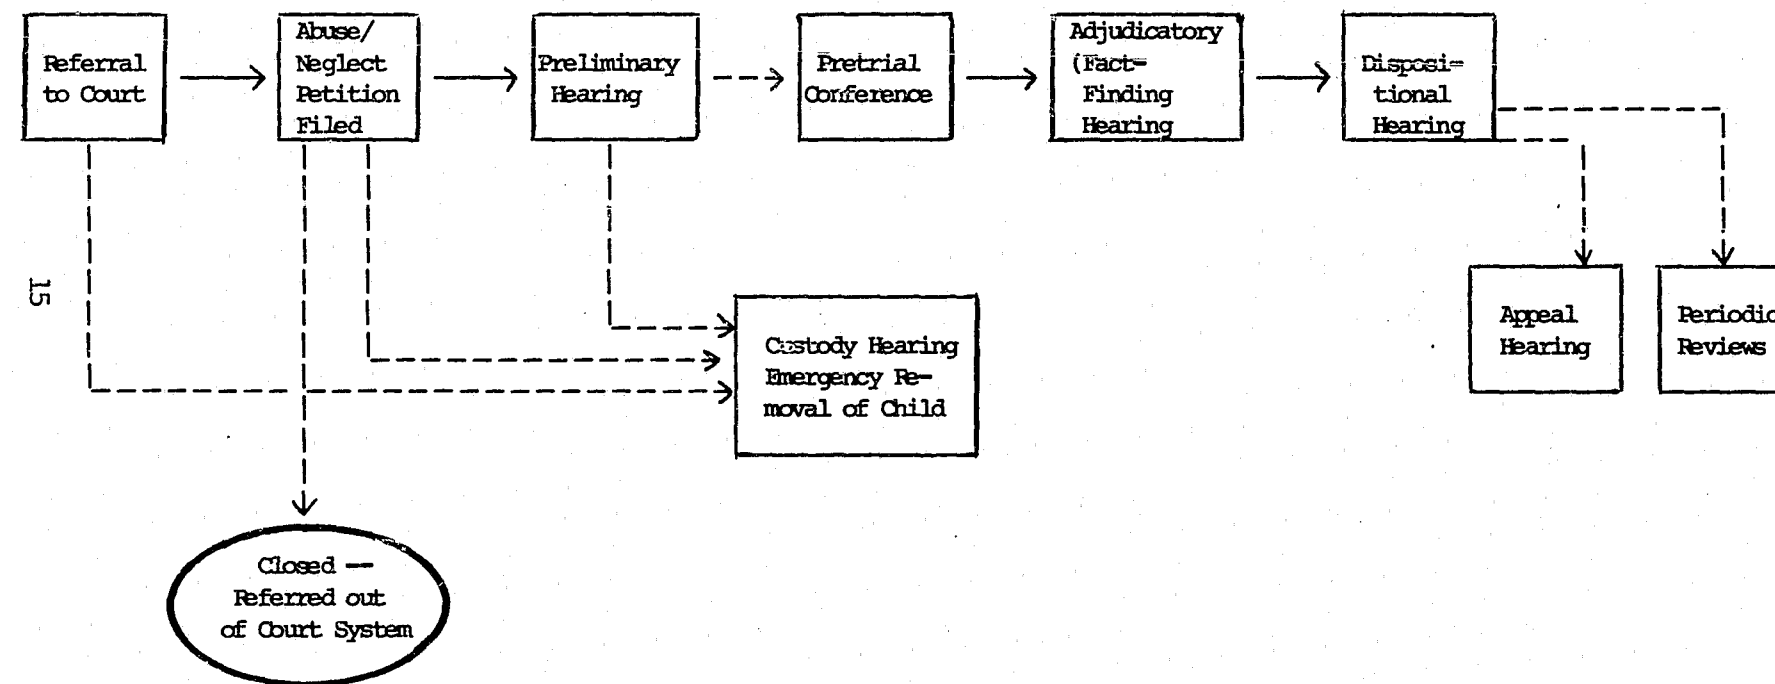 Referral
to Court
Abuse/
Neglect
Petition
Filed
Preliminary
Hearing
Pretrial
Conference
Adjudicatory
(Fact-
Finding
Hearing
Disposi-
tional
Hearing
15
Custody Hearing
Emergency Re-
moval of Child
Appeal
Hearing
Periodic
Reviews
Closed --
Referred out
of Court System